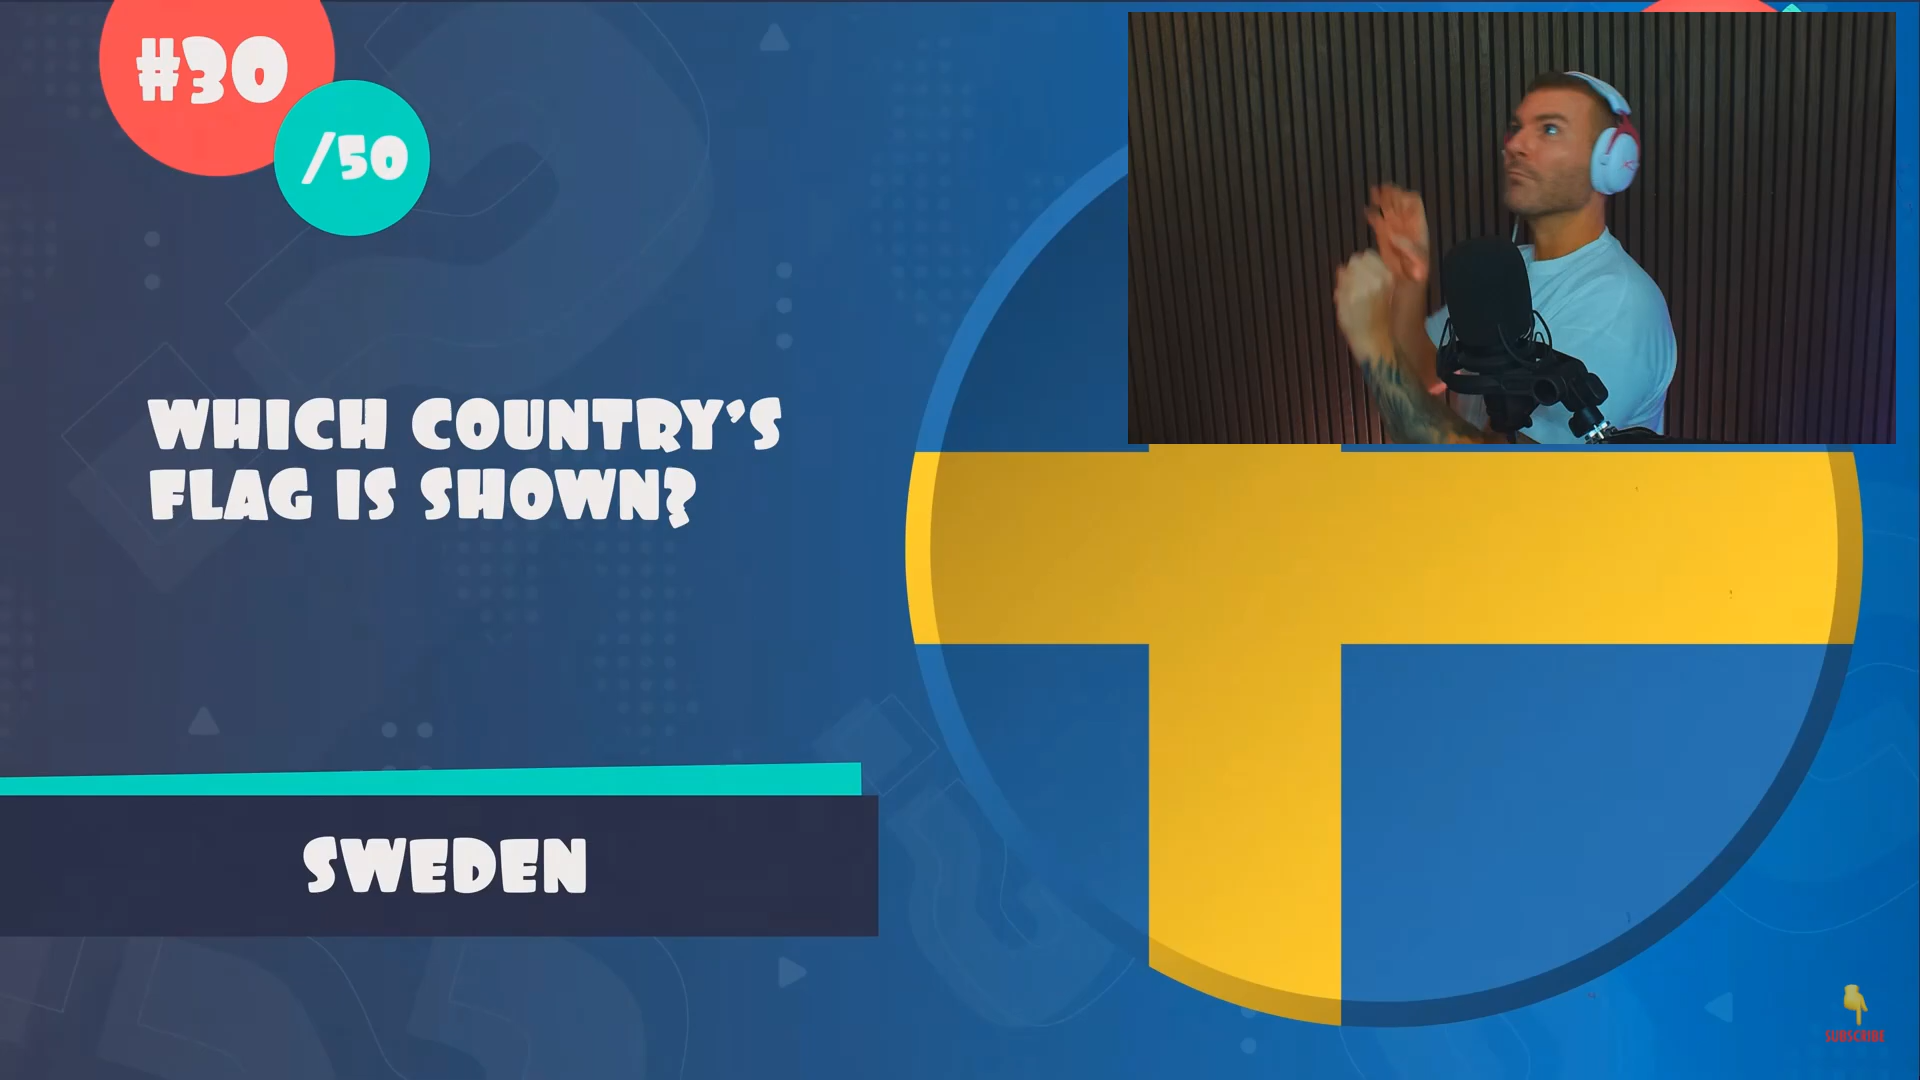 #30
/50
WHICH COUNTRY'S
FLAG IS SHOWN?
SWEDEN
SUBSCRIBE